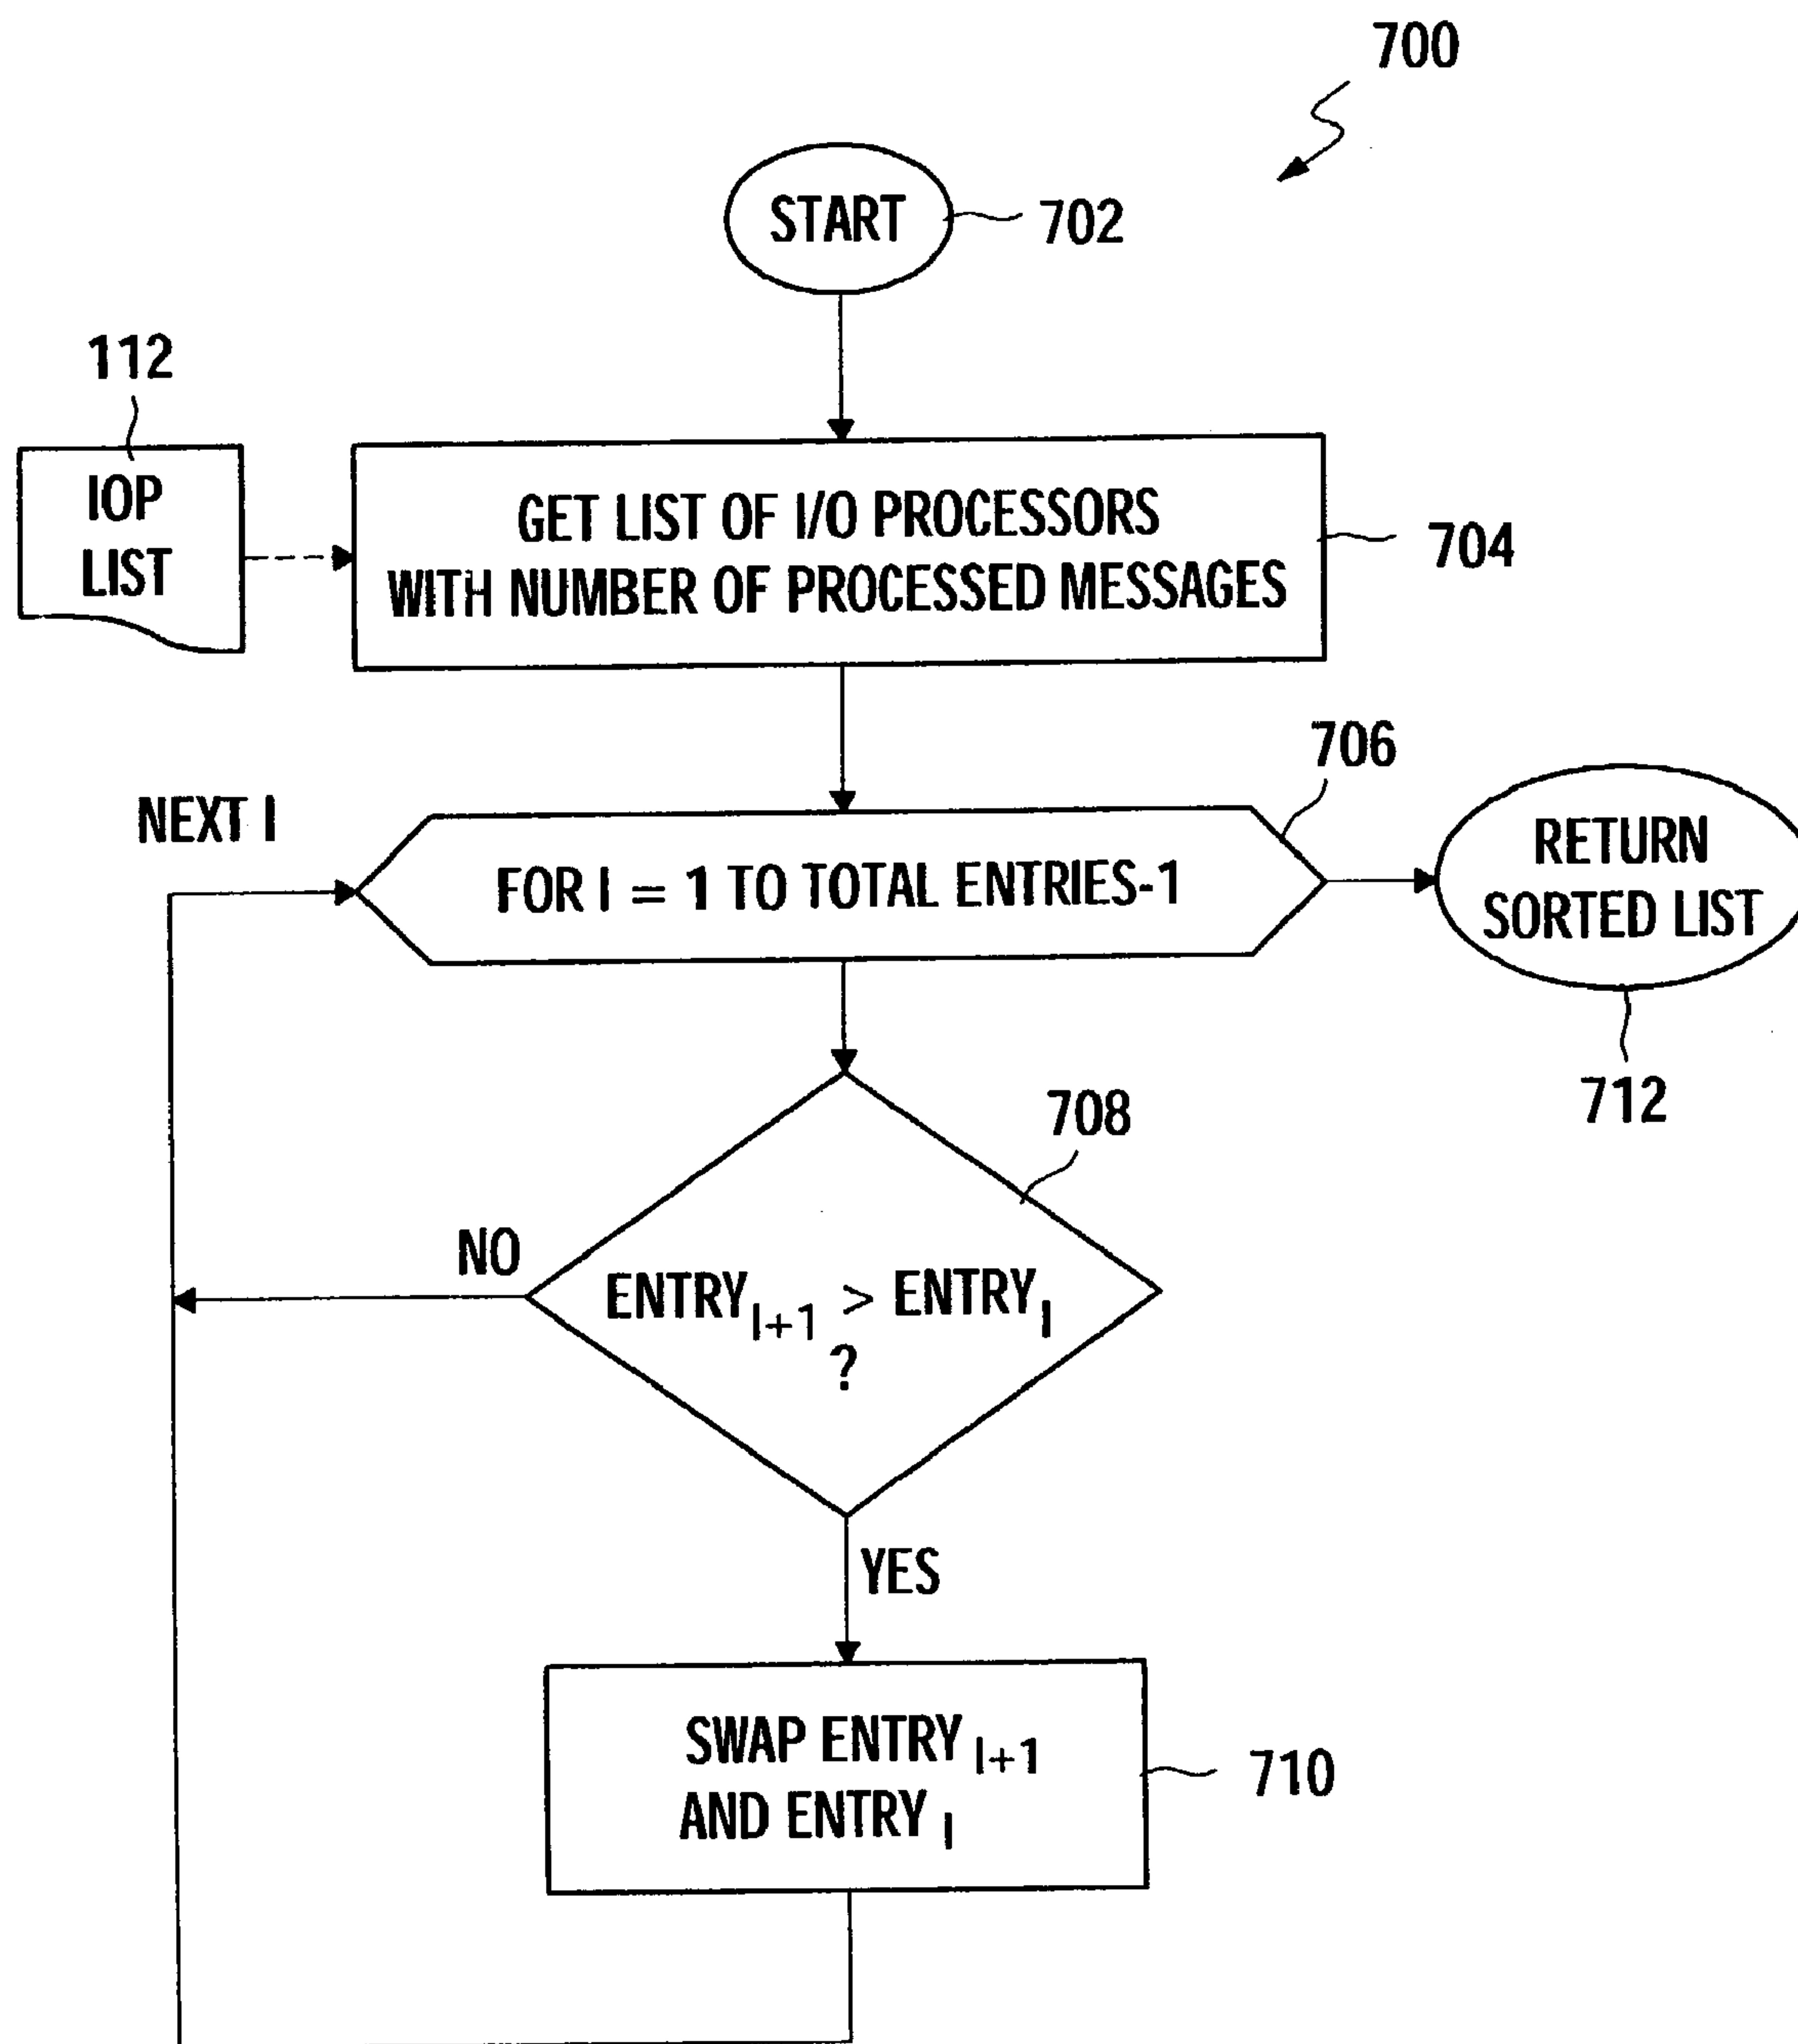 700
START
702
112
IOP
LIST
GET LIST OF I/O PROCESSORS
WITH NUMBER OF PROCESSED MESSAGES
704
706
NEXT I
FOR I = 1 TO TOTAL ENTRIES-1
RETURN
SORTED LIST
712
708
NO
ENTRY I+1 > ENTRY I
?
YES
SWAP ENTRY I+1
AND ENTRY I
710